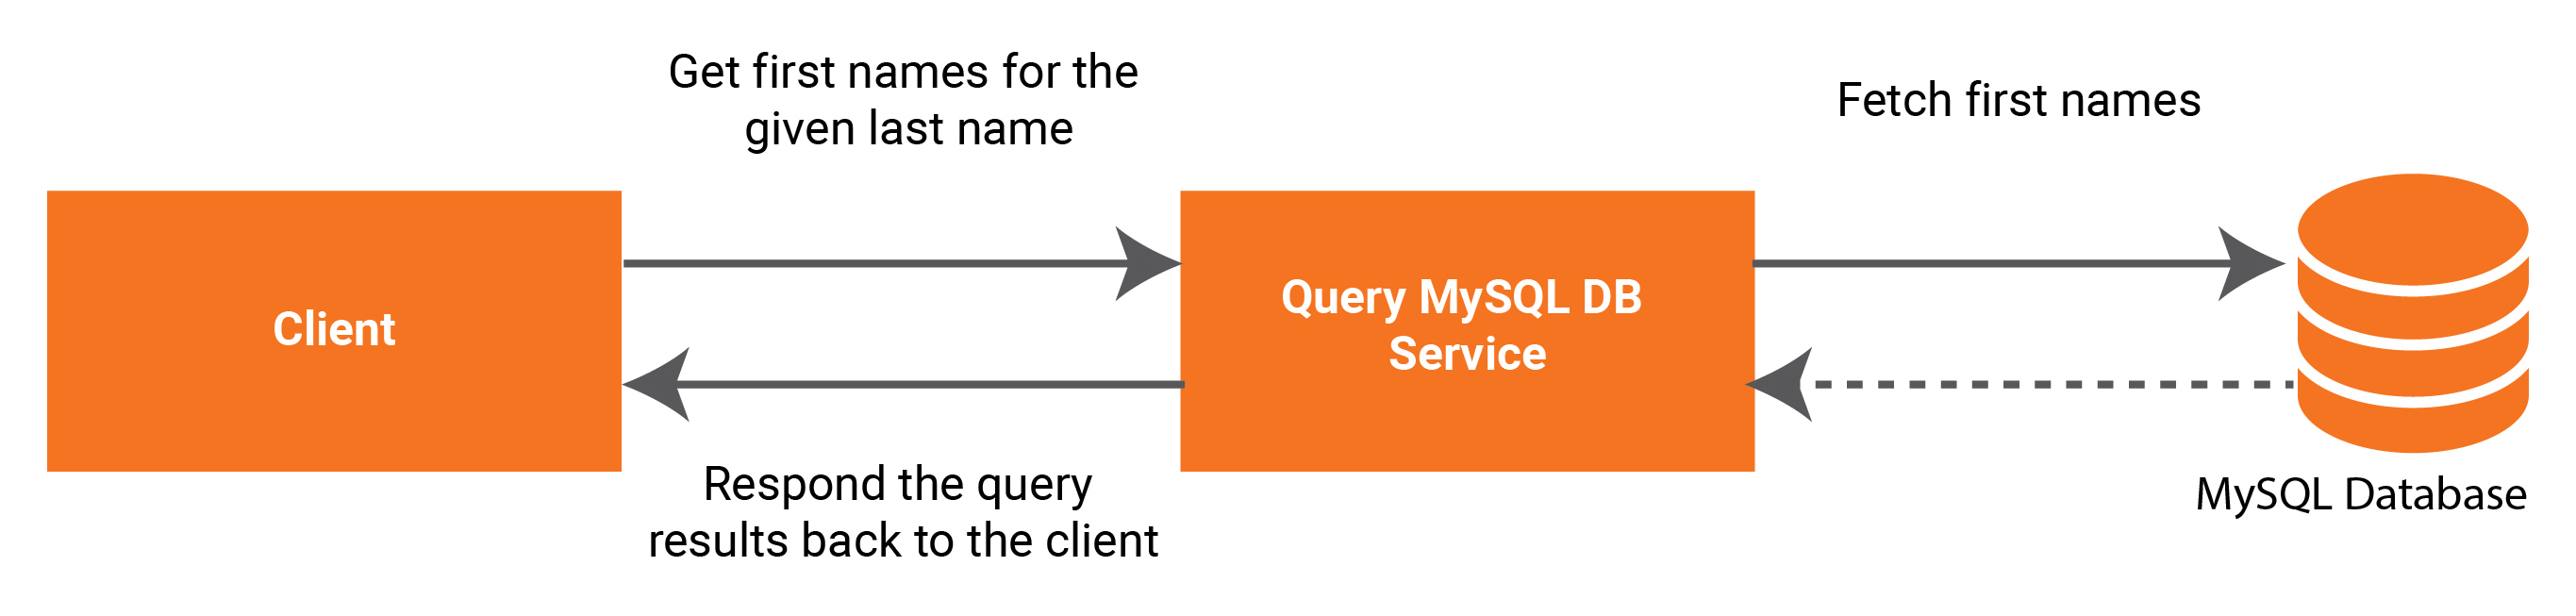 Get first names for the
given last name
Fetch first names
Client
Query MySQL DB
Service
Respond the query
results back to the client
MySQL Database